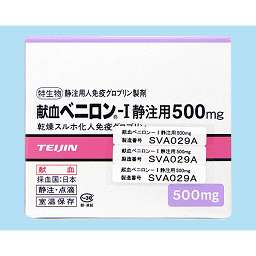 特生物 静注用人免疫グロブリン製剤
献血ベニロン®-I 静注用500mg
乾燥スルホ化人免疫グロブリン
献血ベニロン-I 静注用500mg
製造番号 SVA029A
献血ベニロン-I 静注用500mg
製造番号 SVA029A
献血ベニロン-I 静注用500mg
製造番号 SVA029A
TEIJIN
献血
採血国:日本
静注・点滴
室温保存
500mg